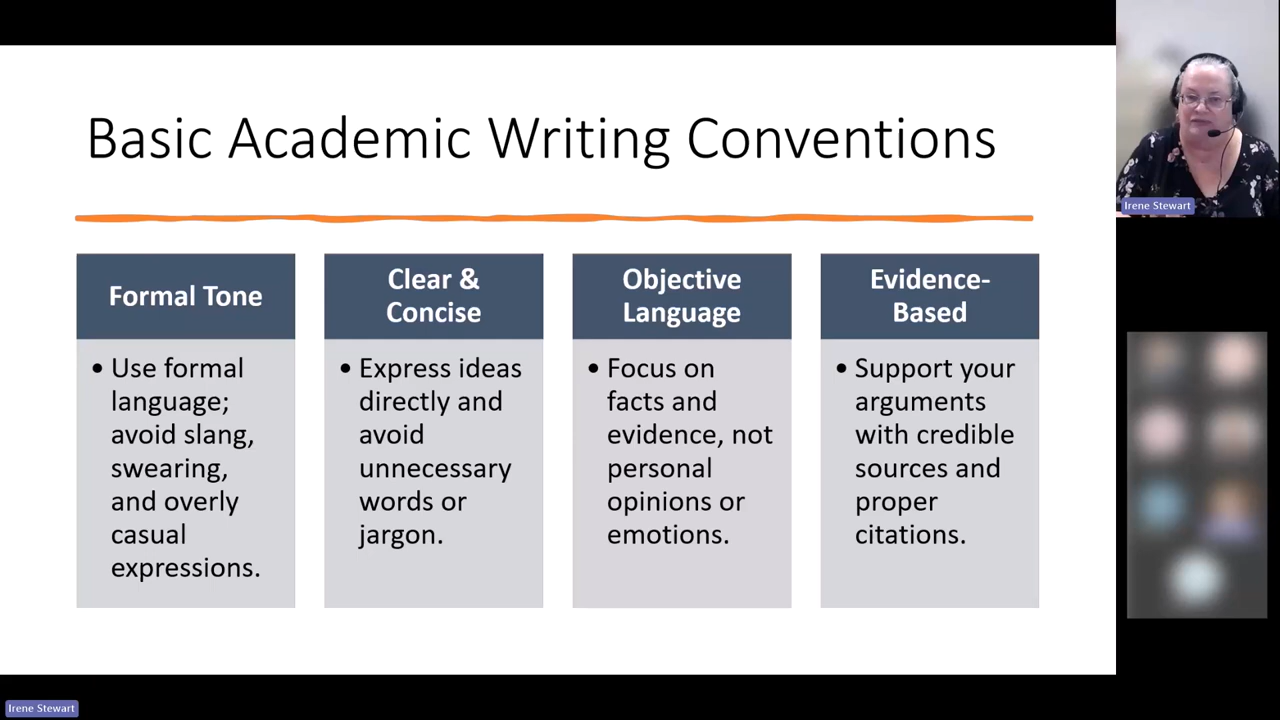 Basic Academic Writing Conventions
Formal Tone
• Use formal
language;
avoid slang,
swearing,
and overly
casual
expressions.
Clear &
Concise
• Express ideas
directly and
avoid
unnecessary
words or
jargon.
Objective
Language
• Focus on
facts and
evidence, not
personal
opinions or
emotions.
Evidence-
Based
• Support your
arguments
with credible
sources and
proper
citations.
Irene Stewart
Irene Stewart